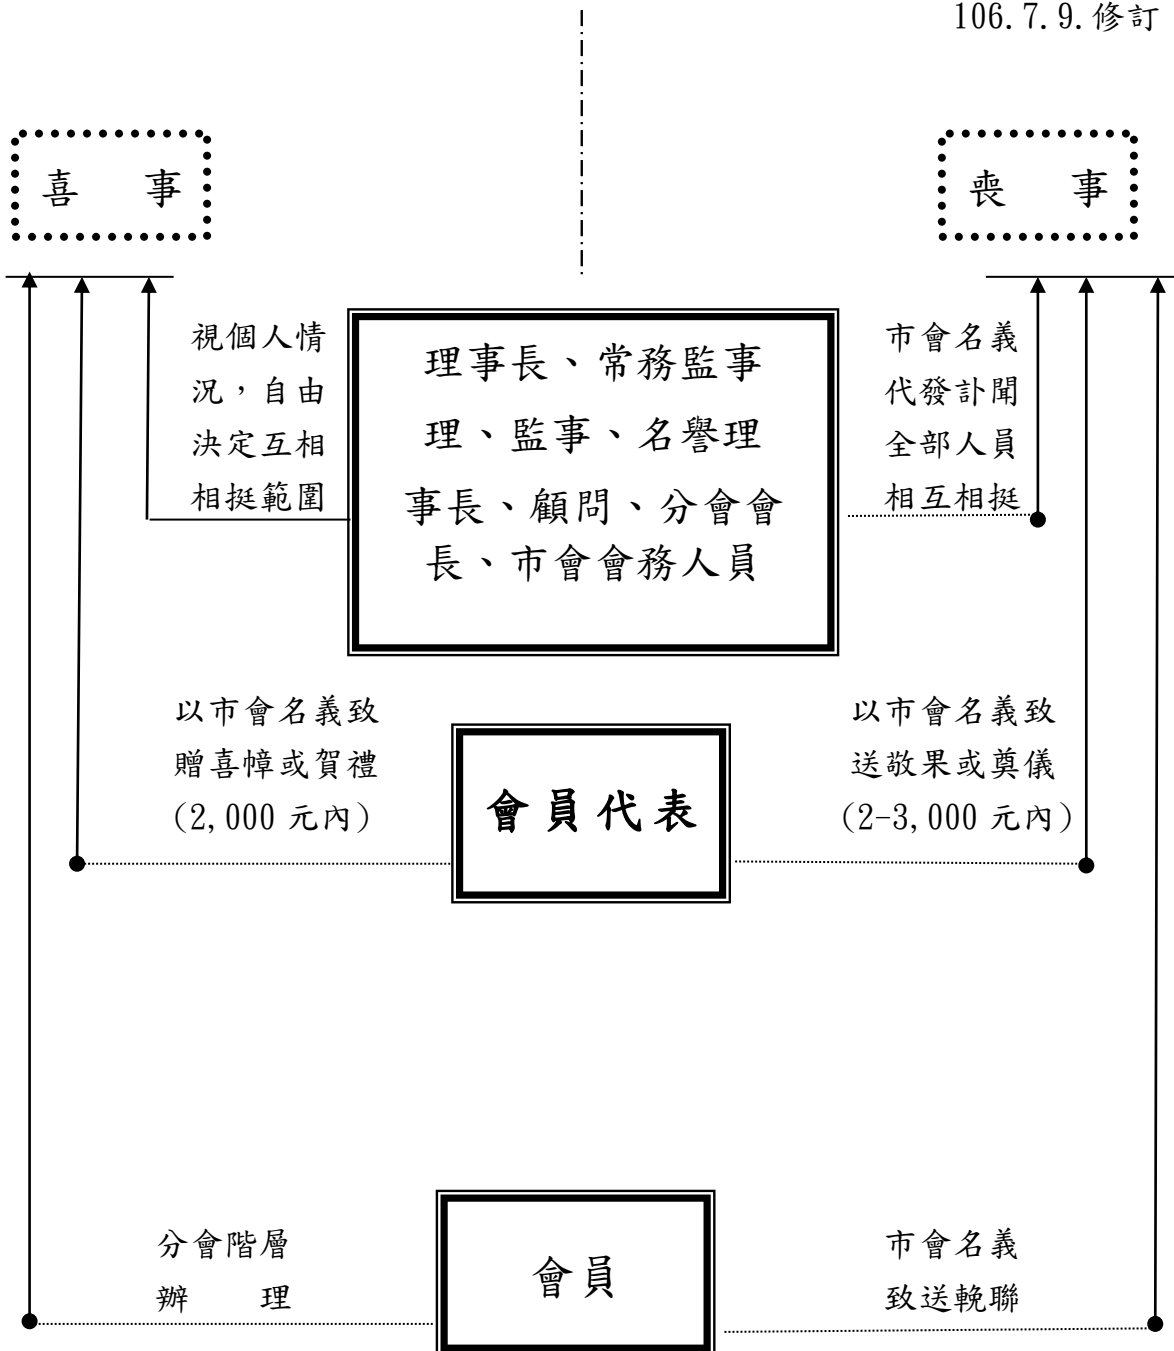 106.7.9.修訂
喜 事
喪 事
視個人情
況，自由
決定互相
相挺範圍
理事長、常務監事
理、監事、名譽理
事長、顧問、分會會
長、市會會務人員
市會名義
代發訃聞
全部人員
相互相挺
以市會名義致
贈喜幛或賀禮
(2,000 元內)
會員代表
以市會名義致
送敬果或奠儀
(2-3,000 元內)
分會階層
辦 理
會員
市會名義
致送輓聯